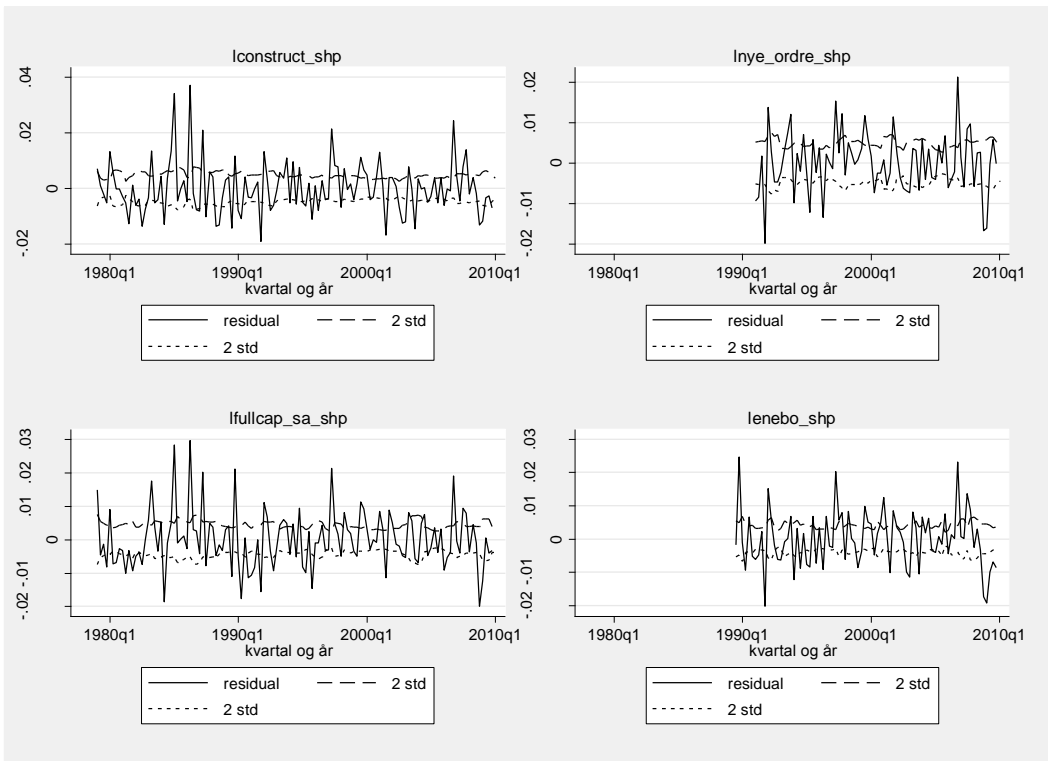 lconstruct_shp
.04
.02
0
-.02
1980q1 1990q1 2000q1 2010q1
kvartal og år
residual 2 std
2 std
lnye_ordre_shp
.02
.01
0
-.01
-.02
1980q1 1990q1 2000q1 2010q1
kvartal og år
residual 2 std
2 std
lfullcap_sa_shp
.03
.02
.01
0
-.01
-.02
1980q1 1990q1 2000q1 2010q1
kvartal og år
residual 2 std
2 std
lenebo_shp
.03
.02
.01
0
-.01
-.02
1980q1 1990q1 2000q1 2010q1
kvartal og år
residual 2 std
2 std